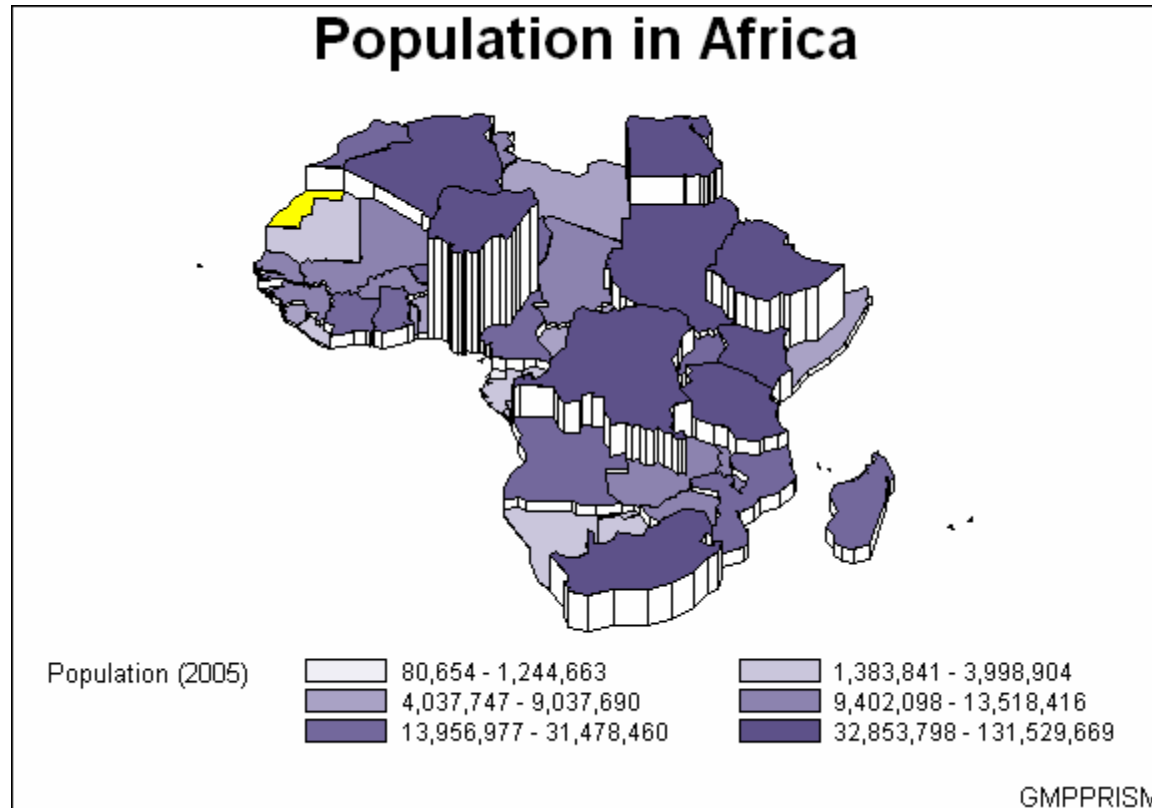 Population in Africa
Population (2005)
80,654 - 1,244,663
1,383,841 - 3,998,904
4,037,747 - 9,037,690
9,402,098 - 13,518,416
13,956,977 - 31,478,460
32,853,798 - 131,529,669
GMPPRISM